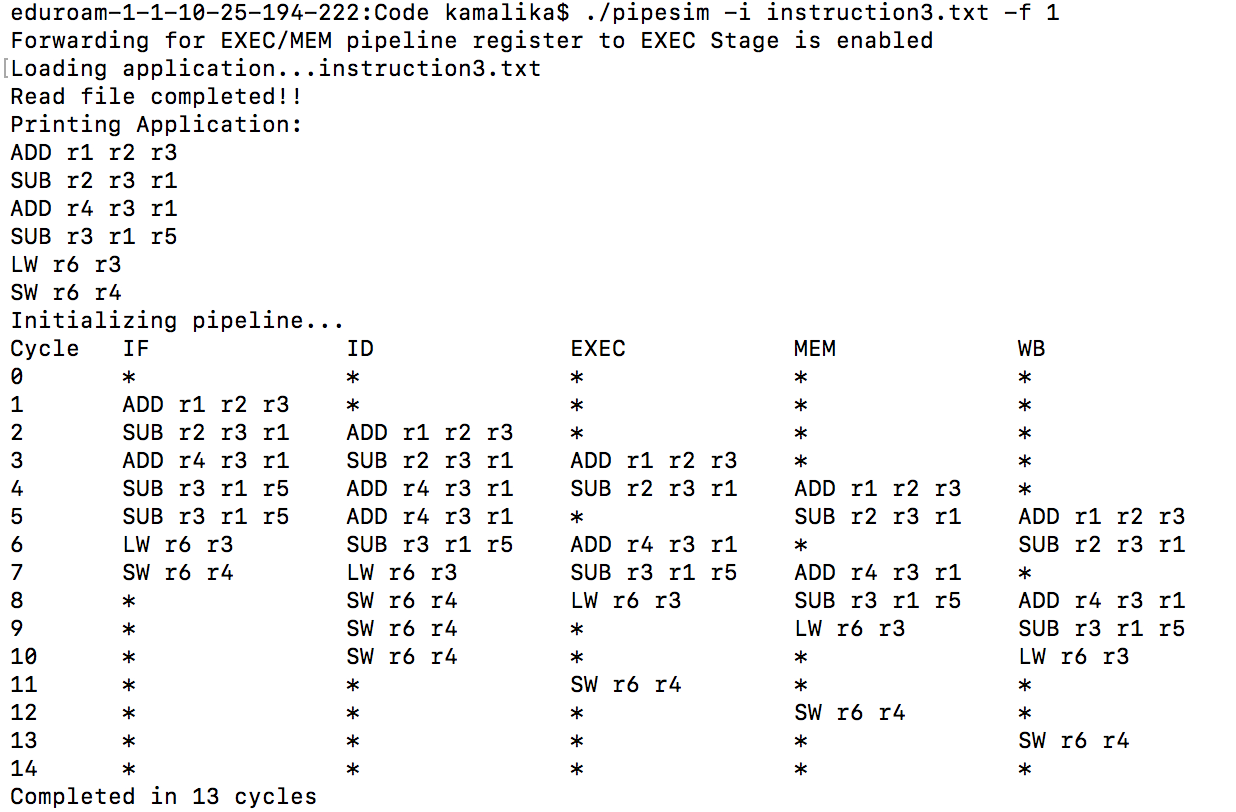 eduroam-1-1-10-25-194-222:Code kamalika$ ./pipesim -i instruction3.txt -f 1
Forwarding for EXEC/MEM pipeline register to EXEC Stage is enabled
[Loading application...instruction3.txt
Read file completed!!
Printing Application:
ADD r1 r2 r3
SUB r2 r3 r1
ADD r4 r3 r1
SUB r3 r1 r5
LW r6 r3
SW r6 r4
Initializing pipeline...
Cycle IF ID EXEC MEM WB
0 * * * * *
1 ADD r1 r2 r3 * * * *
2 SUB r2 r3 r1 ADD r1 r2 r3 * * *
3 ADD r4 r3 r1 SUB r2 r3 r1 ADD r1 r2 r3 * *
4 SUB r3 r1 r5 ADD r4 r3 r1 SUB r2 r3 r1 ADD r1 r2 r3 *
5 SUB r3 r1 r5 ADD r4 r3 r1 * SUB r2 r3 r1 ADD r1 r2 r3
6 LW r6 r3 SUB r3 r1 r5 ADD r4 r3 r1 * SUB r2 r3 r1
7 SW r6 r4 LW r6 r3 SUB r3 r1 r5 ADD r4 r3 r1 *
8 * SW r6 r4 LW r6 r3 SUB r3 r1 r5 ADD r4 r3 r1
9 * SW r6 r4 * LW r6 r3 SUB r3 r1 r5
10 * SW r6 r4 * * LW r6 r3
11 * * SW r6 r4 * *
12 * * * SW r6 r4 *
13 * * * * SW r6 r4
14 * * * * *
Completed in 13 cycles